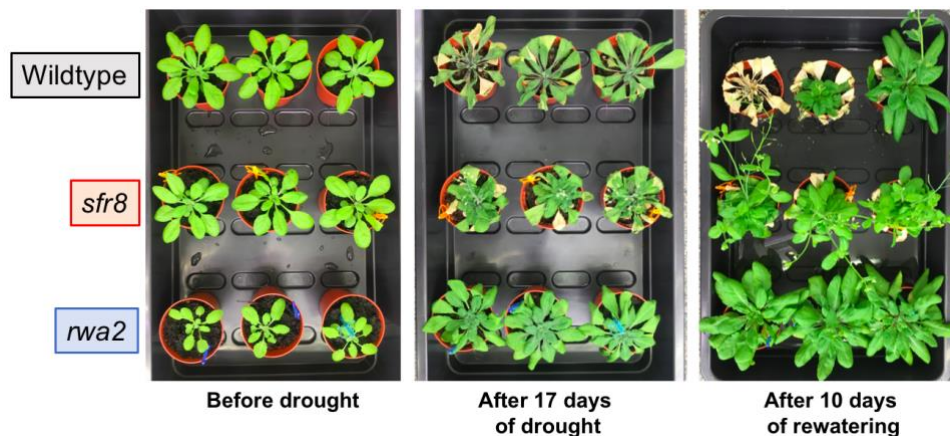 Wildtype
sfr8
rwa2
Before drought
After 17 days
of drought
After 10 days
of rewatering